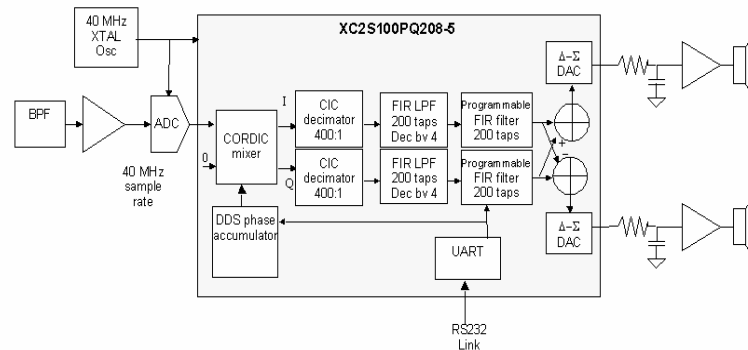 XC2S100PQ208-5
40 MHz
XTAL
Osc
BPF
ADC
40 MHz
sample
rate
0
CORDIC
mixer
I
Q
CIC
decimator
400:1
FIR LPF
200 taps
Dec by 4
Programmable
FIR filter
200 taps
CIC
decimator
400:1
FIR LPF
200 taps
Dec by 4
Programmable
FIR filter
200 taps
+
-
Δ-Σ
DAC
Δ-Σ
DAC
DDS phase
accumulator
UART
RS232
Link